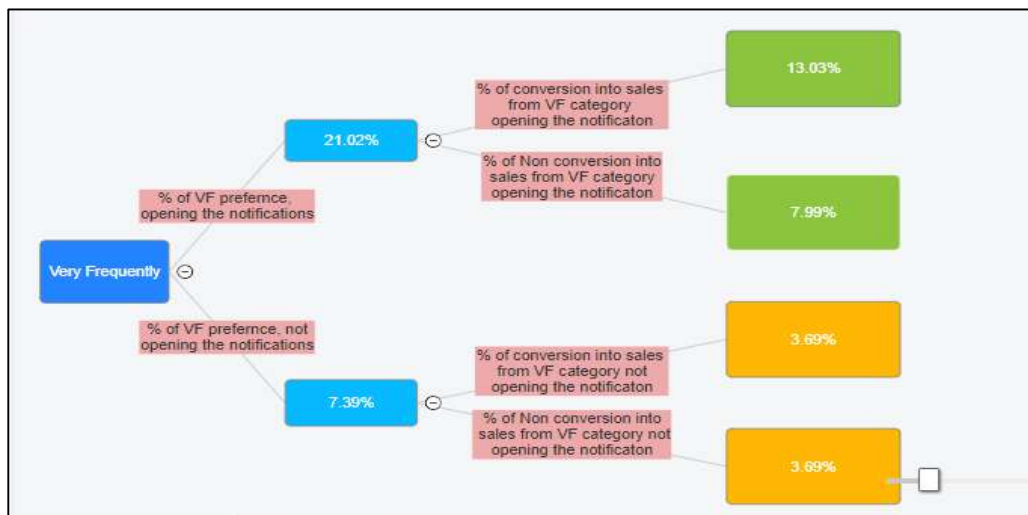 13.03%
% of conversion into sales
from VF category
opening the notificaton
21.02%
% of Non conversion into
sales from VF category
opening the notificaton
% of VF prefernce,
opening the notifications
7.99%
Very Frequently
% of VF prefernce, not
opening the notifications
3.69%
% of conversion into sales
from VF category not
opening the notificaton
7.39%
% of Non conversion into
sales from VF category not
opening the notificaton
3.69%